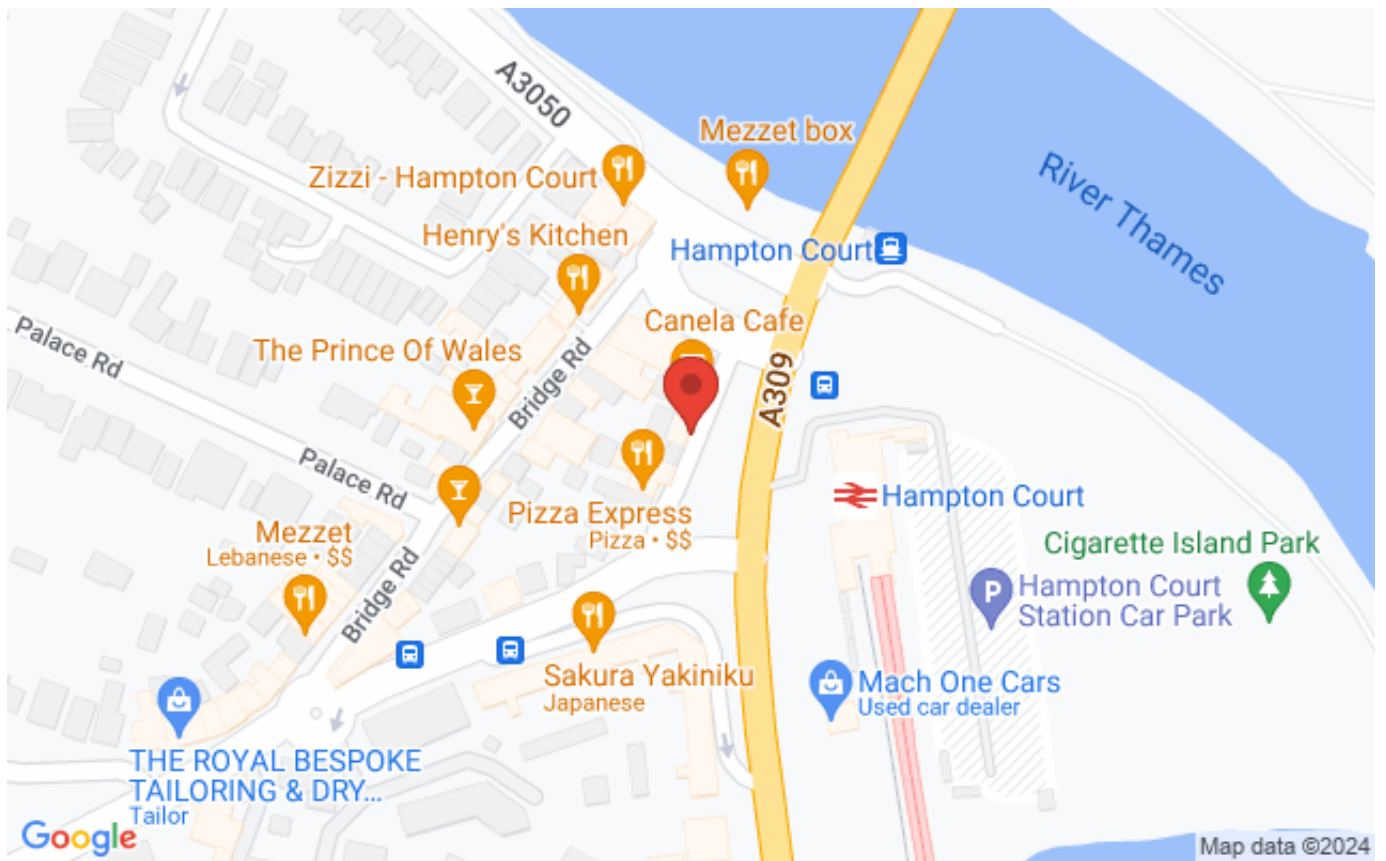 A3050
Mezzet box
Zizzi - Hampton Court
River Thames
Henry's Kitchen
Hampton Court
Canela Cafe
Palace Rd
The Prince Of Wales
Bridge Rd
A309
Palace Rd
Hampton Court
Pizza Express
Pizza • $$
Mezzet
Lebanese • $$
Cigarette Island Park
Bridge Rd
P
Hampton Court
Station Car Park
Sakura Yakiniku
Japanese
Mach One Cars
Used car dealer
THE ROYAL BESPOKE
TAILORING & DRY...
Tailor
Google
Map data ©2024